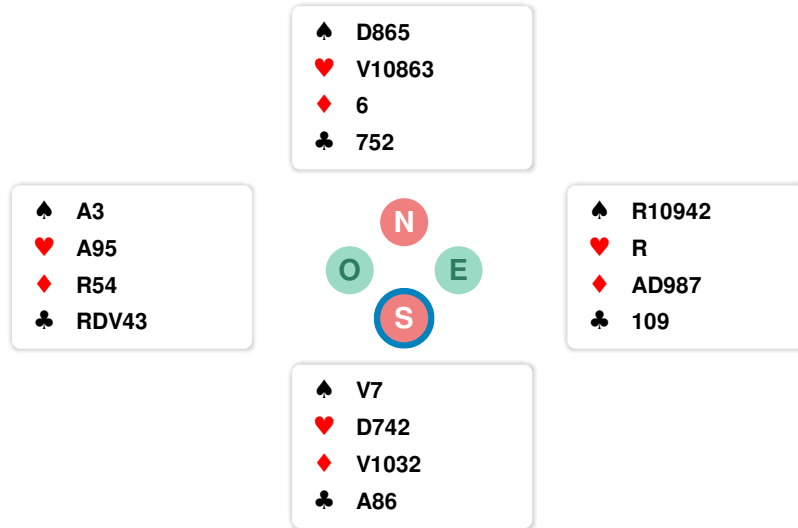 ♠ D865
♥ V10863
♦ 6
♣ 752
♠ A3
♥ A95
♦ R54
♣ RDV43
N
O E
S
♠ R10942
♥ R
♦ AD987
♣ 109
♠ V7
♥ D742
♦ V1032
♣ A86